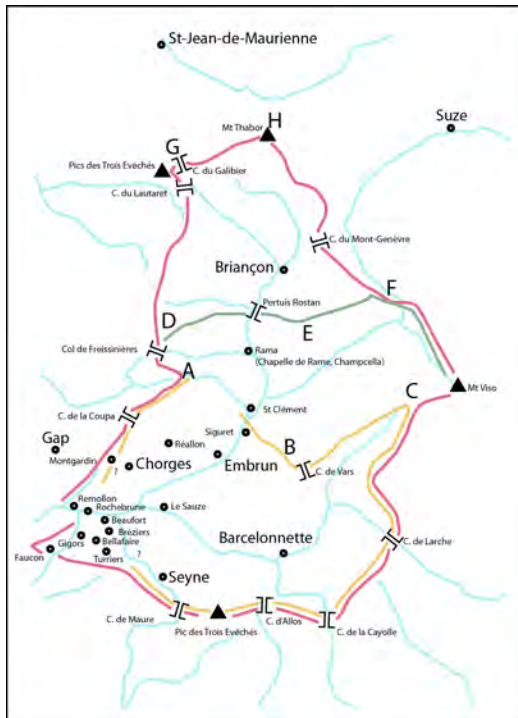 St-Jean-de-Maurienne
H
Mt Thabor
Suze
G
C. du Galibier
Pics des Trois Evéchés
C. du Lautaret
C. du Mont-Genèvre
Briançon
F
Pertuis Rostan
D
E
Col de Freissinières
Rama
(Chapelle de Rame, Champcella)
A
Mt Viso
C
C. de la Coupa
St Clément
Siguret
Gap
Réallon
B
Montgardin
Chorges
Embrun
C. de Vars
?
Remollon
Rochebrune
Le Sauze
Beaufort
Gigors
Bréziers
Barcelonnette
C. de Larche
Bellafaire
Faucon
Turriers
?
Seyne
C. de Maure
Pic des Trois Evéchés
C. d'Allos
C. de la Cayolle